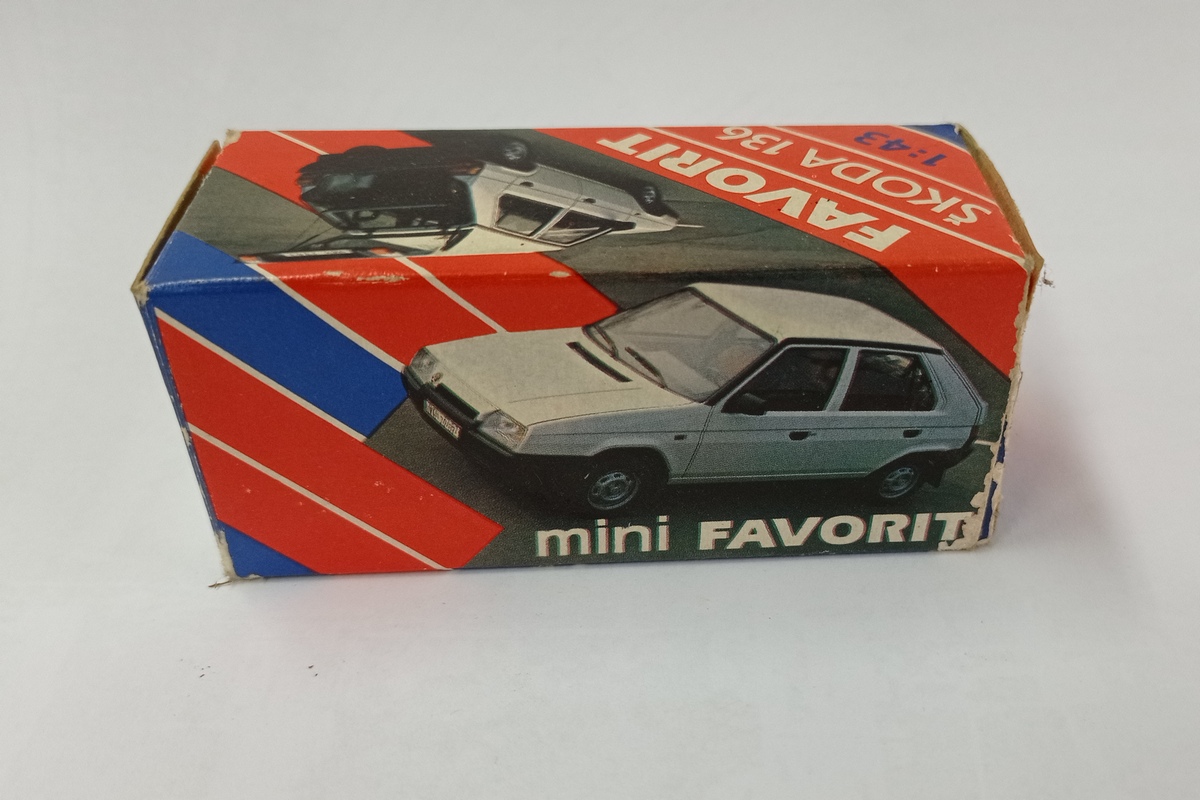 1:43
ŠKODA 136
FAVORIT
mini FAVORIT